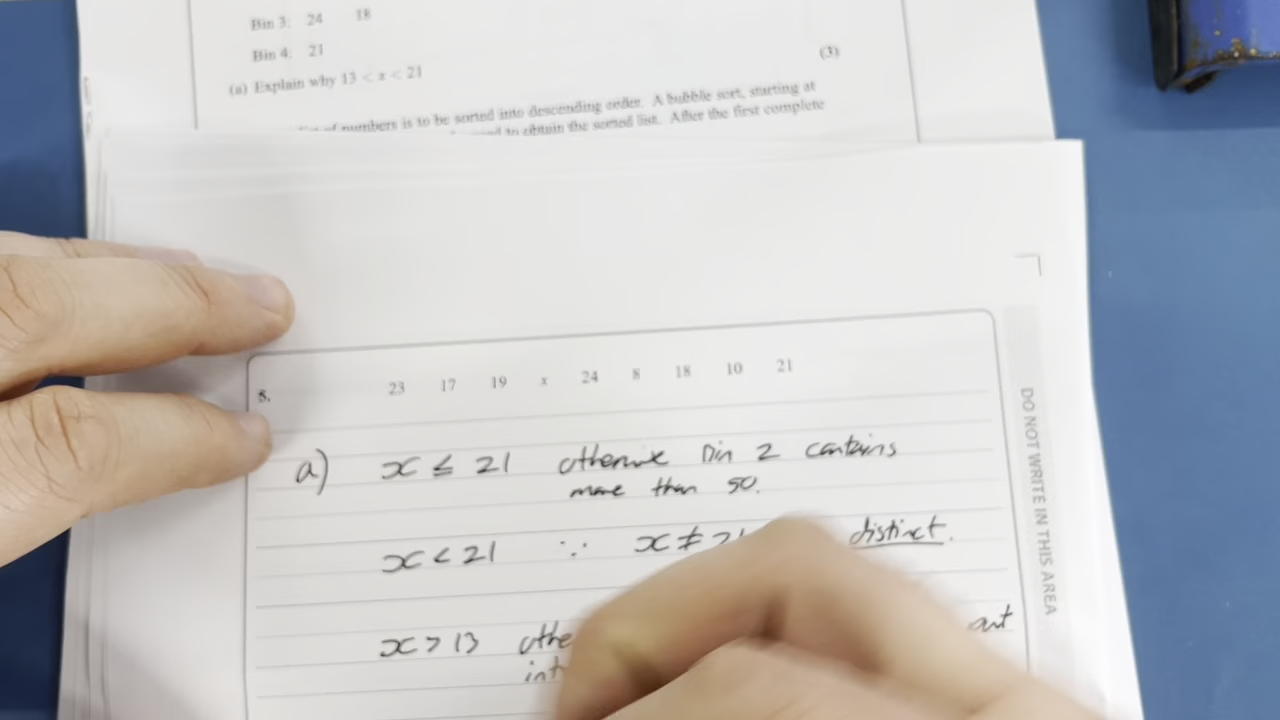 Bin 3: 24 18
Bin 4: 21
(3)
(a) Explain why 13 < x < 21
of numbers is to be sorted into descending order. A bubble sort, starting at
to obtain the sorted list. After the first complete
5. 23 17 19 x 24 8 18 10 21
a) x ≤ 21 otherwise bin 2 contains
more than 50.
x < 21 ∵ x ≠ 21 distinct.
x > 13 othe
out
int
DO NOT WRITE IN THIS AREA